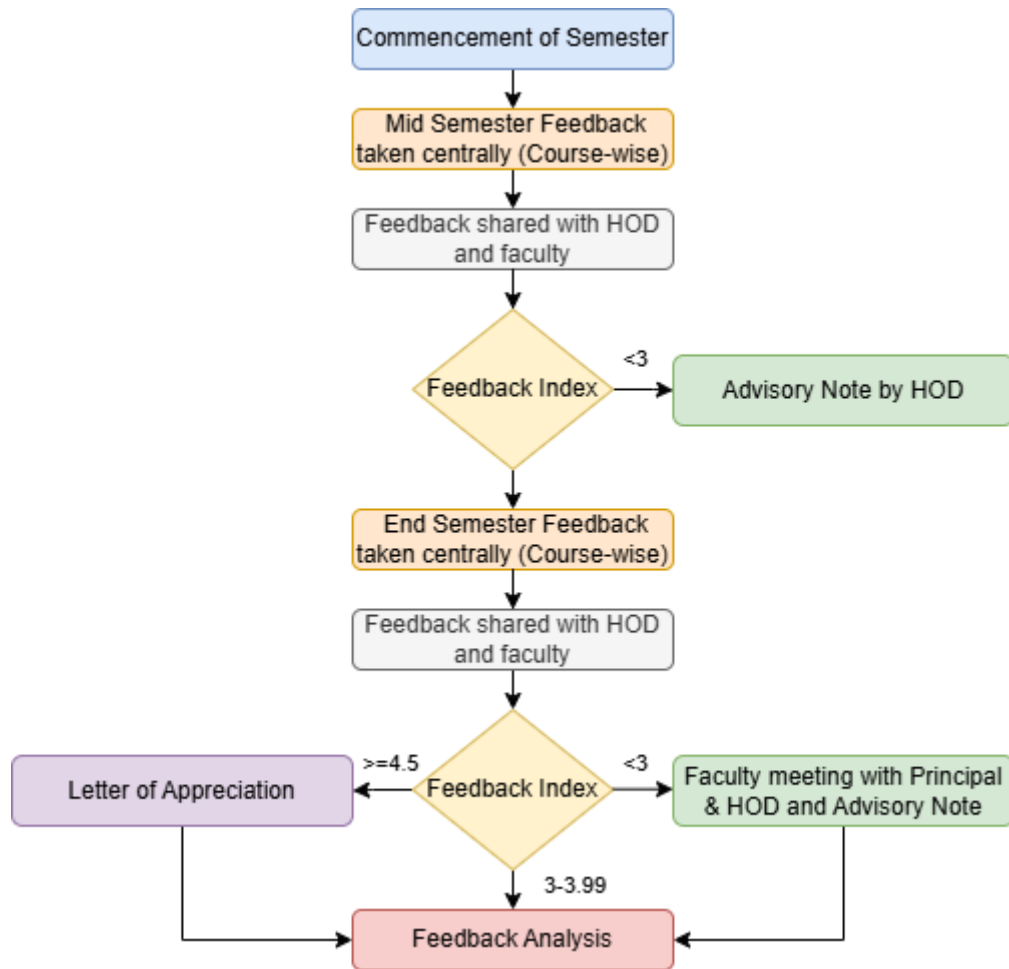 Commencement of Semester
Mid Semester Feedback
taken centrally (Course-wise)
Feedback shared with HOD
and faculty
Feedback Index
<3
Advisory Note by HOD
End Semester Feedback
taken centrally (Course-wise)
Feedback shared with HOD
and faculty
Letter of Appreciation
>=4.5
Feedback Index
<3
Faculty meeting with Principal
& HOD and Advisory Note
3-3.99
Feedback Analysis